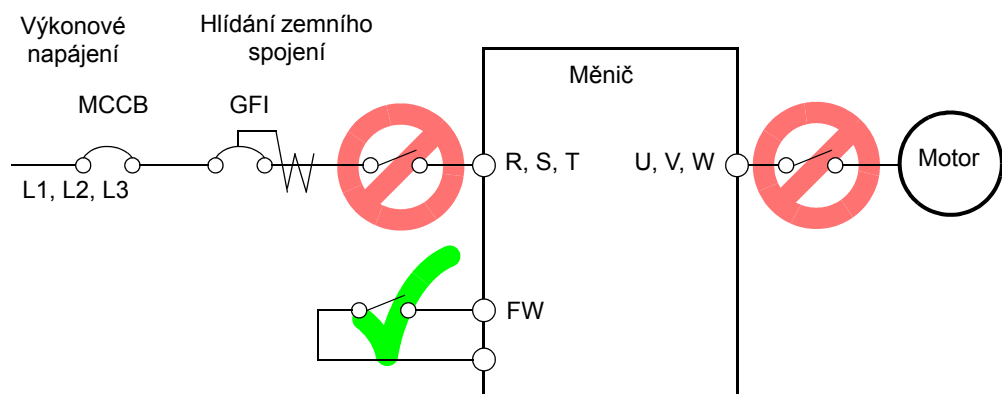 Výkonové
napájení
Hlídání zemního
spojení
MCCB
GFI
Měnič
L1, L2, L3
R, S, T
U, V, W
Motor
FW